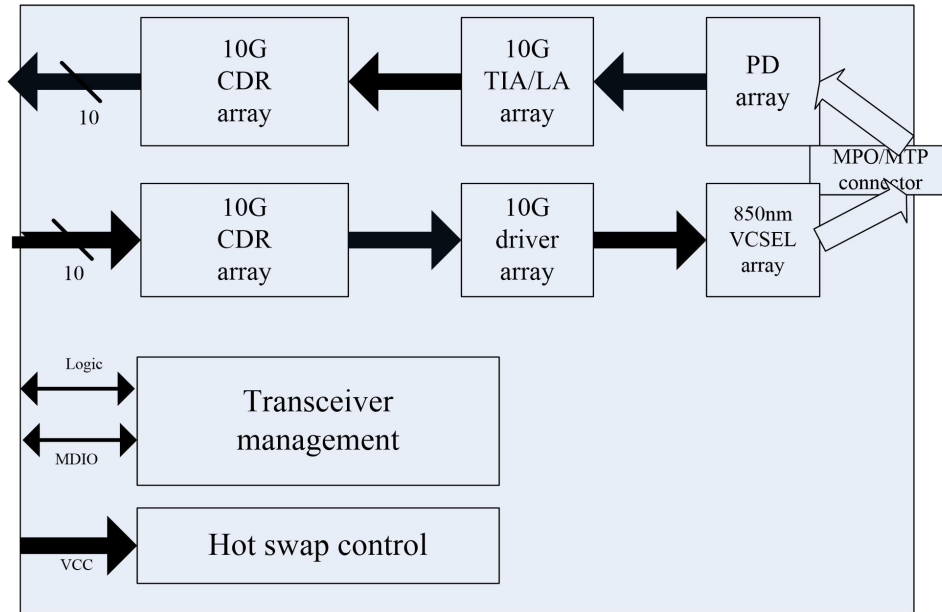 10G
CDR
array
10G
TIA/LA
array
PD
array
10
MPO/MTP
connector
10G
CDR
array
10G
driver
array
850nm
VCSEL
array
10
Logic
MDIO
Transceiver
management
VCC
Hot swap control